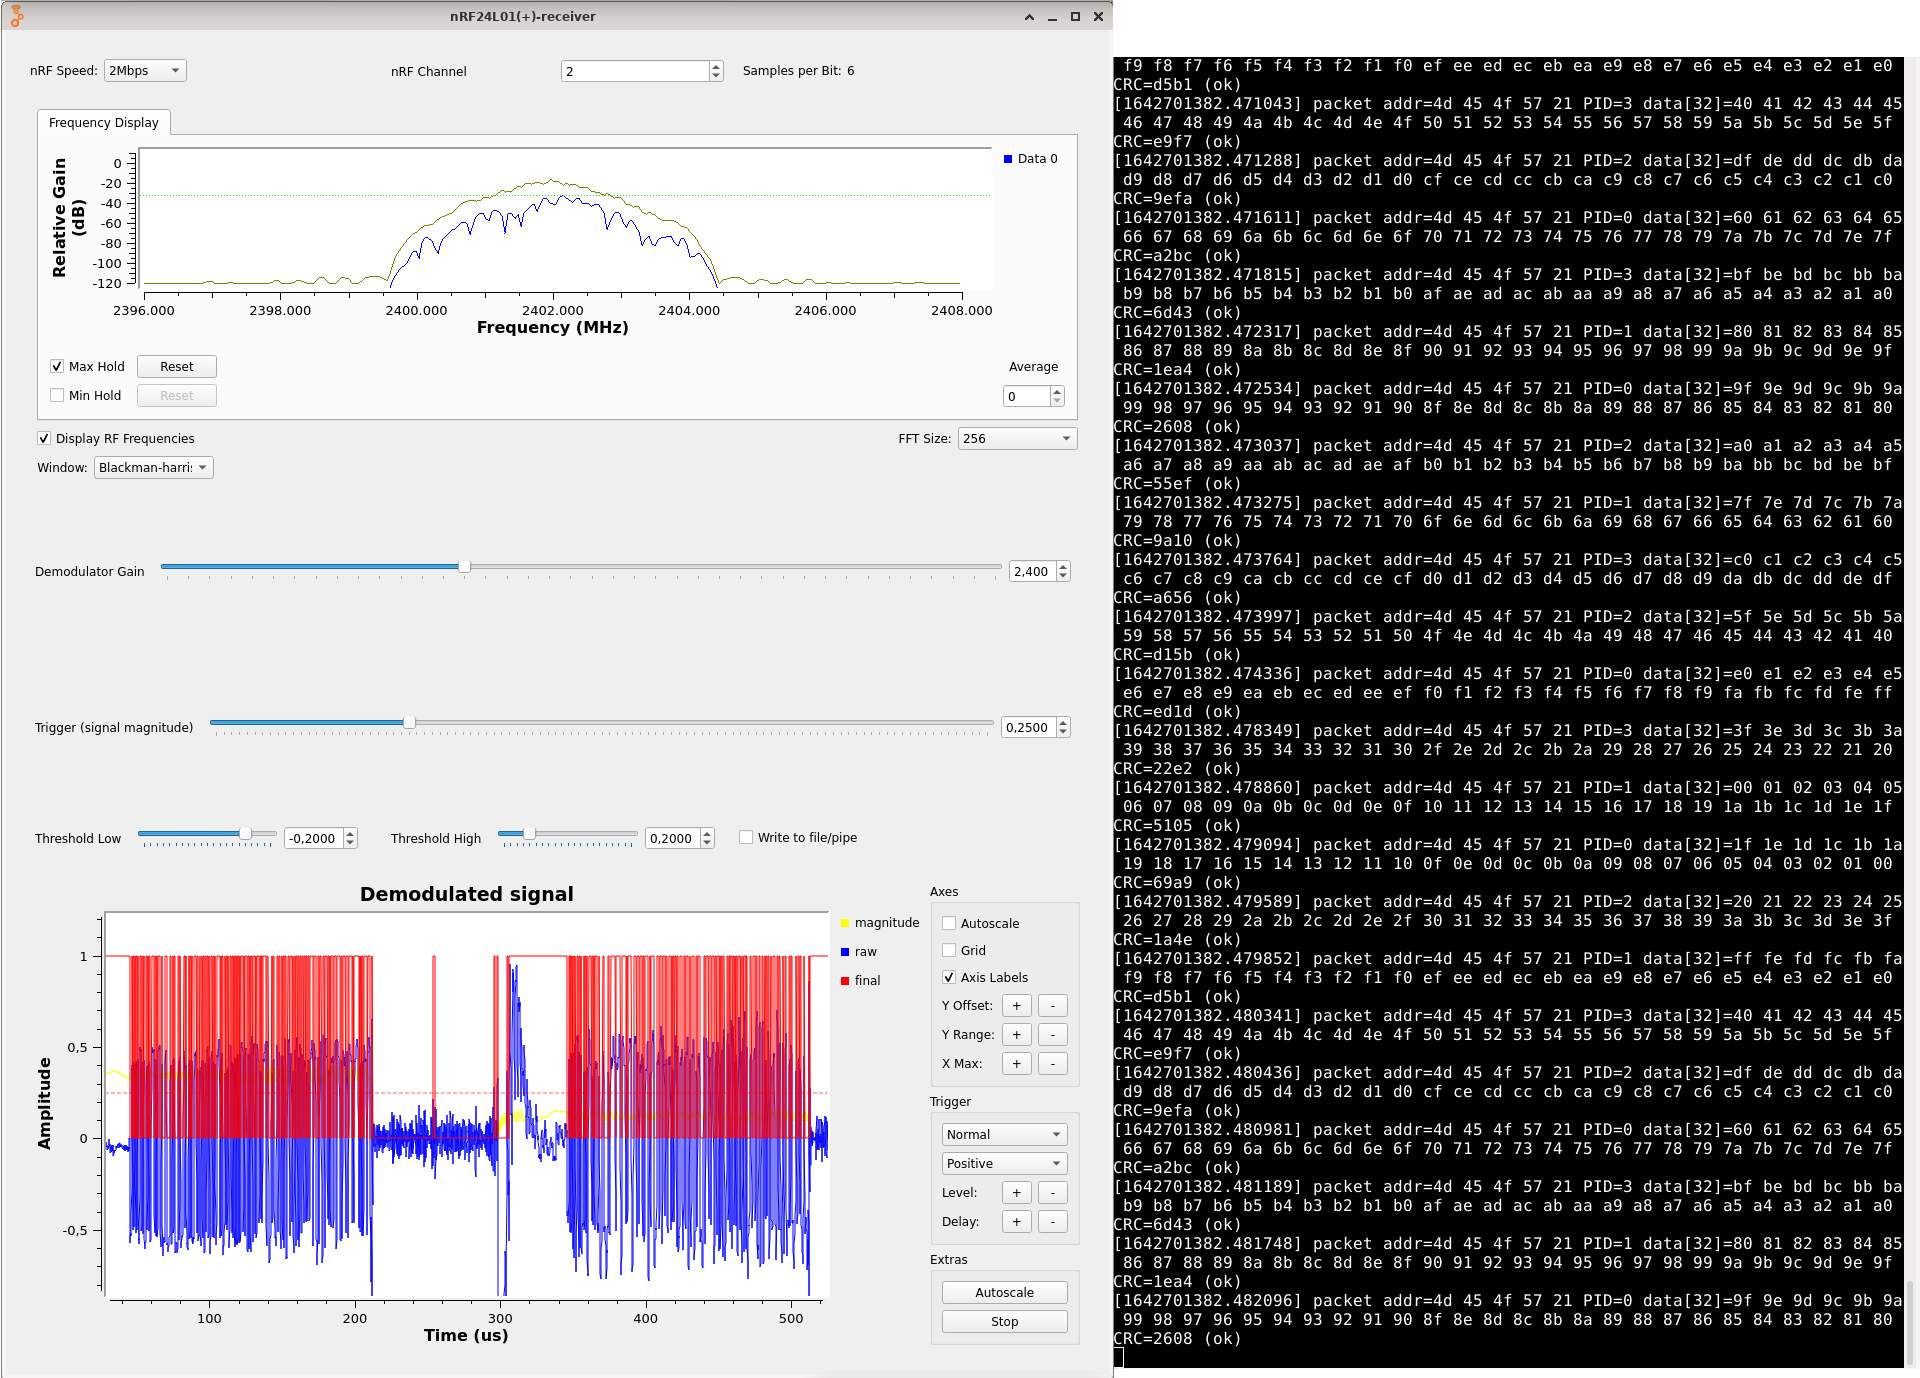 nRF24L01(+)-receiver
nRF Speed: 2Mbps
nRF Channel 2
Samples per Bit: 6
Frequency Display
Relative Gain (dB)
0
-20
-40
-60
-80
-100
-120
Data 0
2396.000 2398.000 2400.000 2402.000 2404.000 2406.000 2408.000
Frequency (MHz)
Max Hold Reset
Average
Min Hold Reset
0
Display RF Frequencies
FFT Size: 256
Window: Blackman-harri
Demodulator Gain 2,400
Trigger (signal magnitude) 0,2500
Threshold Low -0,2000 Threshold High 0,2000 Write to file/pipe
Demodulated signal
Amplitude
1
0,5
0
-0,5
100 200 300 400 500
Time (us)
magnitude
raw
final
Axes
Autoscale
Grid
Axis Labels
Y Offset: + -
Y Range: + -
X Max: + -
Trigger
Normal
Positive
Level: + -
Delay: + -
Extras
Autoscale
Stop
f9 f8 f7 f6 f5 f4 f3 f2 f1 f0 ef ee ed ec eb ea e9 e8 e7 e6 e5 e4 e3 e2 e1 e0
CRC=d5b1 (ok)
[1642701382.471043] packet addr=4d 45 4f 57 21 PID=3 data[32]=40 41 42 43 44 45
46 47 48 49 4a 4b 4c 4d 4e 4f 50 51 52 53 54 55 56 57 58 59 5a 5b 5c 5d 5e 5f
CRC=e9f7 (ok)
[1642701382.471288] packet addr=4d 45 4f 57 21 PID=2 data[32]=df de dd dc db da
d9 d8 d7 d6 d5 d4 d3 d2 d1 d0 cf ce cd cc cb ca c9 c8 c7 c6 c5 c4 c3 c2 c1 c0
CRC=9efa (ok)
[1642701382.471611] packet addr=4d 45 4f 57 21 PID=0 data[32]=60 61 62 63 64 65
66 67 68 69 6a 6b 6c 6d 6e 6f 70 71 72 73 74 75 76 77 78 79 7a 7b 7c 7d 7e 7f
CRC=a2bc (ok)
[1642701382.471815] packet addr=4d 45 4f 57 21 PID=3 data[32]=bf be bd bc bb ba
b9 b8 b7 b6 b5 b4 b3 b2 b1 b0 af ae ad ac ab aa a9 a8 a7 a6 a5 a4 a3 a2 a1 a0
CRC=6d43 (ok)
[1642701382.472317] packet addr=4d 45 4f 57 21 PID=1 data[32]=80 81 82 83 84 85
86 87 88 89 8a 8b 8c 8d 8e 8f 90 91 92 93 94 95 96 97 98 99 9a 9b 9c 9d 9e 9f
CRC=1ea4 (ok)
[1642701382.472534] packet addr=4d 45 4f 57 21 PID=0 data[32]=9f 9e 9d 9c 9b 9a
99 98 97 96 95 94 93 92 91 90 8f 8e 8d 8c 8b 8a 89 88 87 86 85 84 83 82 81 80
CRC=2608 (ok)
[1642701382.473037] packet addr=4d 45 4f 57 21 PID=2 data[32]=a0 a1 a2 a3 a4 a5
a6 a7 a8 a9 aa ab ac ad ae af b0 b1 b2 b3 b4 b5 b6 b7 b8 b9 ba bb bc bd be bf
CRC=55ef (ok)
[1642701382.473275] packet addr=4d 45 4f 57 21 PID=1 data[32]=7f 7e 7d 7c 7b 7a
79 78 77 76 75 74 73 72 71 70 6f 6e 6d 6c 6b 6a 69 68 67 66 65 64 63 62 61 60
CRC=9a10 (ok)
[1642701382.473764] packet addr=4d 45 4f 57 21 PID=3 data[32]=c0 c1 c2 c3 c4 c5
c6 c7 c8 c9 ca cb cc cd ce cf d0 d1 d2 d3 d4 d5 d6 d7 d8 d9 da db dc dd de df
CRC=a656 (ok)
[1642701382.473997] packet addr=4d 45 4f 57 21 PID=2 data[32]=5f 5e 5d 5c 5b 5a
59 58 57 56 55 54 53 52 51 50 4f 4e 4d 4c 4b 4a 49 48 47 46 45 44 43 42 41 40
CRC=d15b (ok)
[1642701382.474336] packet addr=4d 45 4f 57 21 PID=0 data[32]=e0 e1 e2 e3 e4 e5
e6 e7 e8 e9 ea eb ec ed ee ef f0 f1 f2 f3 f4 f5 f6 f7 f8 f9 fa fb fc fd fe ff
CRC=ed1d (ok)
[1642701382.478349] packet addr=4d 45 4f 57 21 PID=3 data[32]=3f 3e 3d 3c 3b 3a
39 38 37 36 35 34 33 32 31 30 2f 2e 2d 2c 2b 2a 29 28 27 26 25 24 23 22 21 20
CRC=22e2 (ok)
[1642701382.478860] packet addr=4d 45 4f 57 21 PID=1 data[32]=00 01 02 03 04 05
06 07 08 09 0a 0b 0c 0d 0e 0f 10 11 12 13 14 15 16 17 18 19 1a 1b 1c 1d 1e 1f
CRC=5105 (ok)
[1642701382.479094] packet addr=4d 45 4f 57 21 PID=0 data[32]=1f 1e 1d 1c 1b 1a
19 18 17 16 15 14 13 12 11 10 0f 0e 0d 0c 0b 0a 09 08 07 06 05 04 03 02 01 00
CRC=69a9 (ok)
[1642701382.479589] packet addr=4d 45 4f 57 21 PID=2 data[32]=20 21 22 23 24 25
26 27 28 29 2a 2b 2c 2d 2e 2f 30 31 32 33 34 35 36 37 38 39 3a 3b 3c 3d 3e 3f
CRC=1a4e (ok)
[1642701382.479852] packet addr=4d 45 4f 57 21 PID=1 data[32]=ff fe fd fc fb fa
f9 f8 f7 f6 f5 f4 f3 f2 f1 f0 ef ee ed ec eb ea e9 e8 e7 e6 e5 e4 e3 e2 e1 e0
CRC=d5b1 (ok)
[1642701382.480341] packet addr=4d 45 4f 57 21 PID=3 data[32]=40 41 42 43 44 45
46 47 48 49 4a 4b 4c 4d 4e 4f 50 51 52 53 54 55 56 57 58 59 5a 5b 5c 5d 5e 5f
CRC=e9f7 (ok)
[1642701382.480436] packet addr=4d 45 4f 57 21 PID=2 data[32]=df de dd dc db da
d9 d8 d7 d6 d5 d4 d3 d2 d1 d0 cf ce cd cc cb ca c9 c8 c7 c6 c5 c4 c3 c2 c1 c0
CRC=9efa (ok)
[1642701382.480981] packet addr=4d 45 4f 57 21 PID=0 data[32]=60 61 62 63 64 65
66 67 68 69 6a 6b 6c 6d 6e 6f 70 71 72 73 74 75 76 77 78 79 7a 7b 7c 7d 7e 7f
CRC=a2bc (ok)
[1642701382.481189] packet addr=4d 45 4f 57 21 PID=3 data[32]=bf be bd bc bb ba
b9 b8 b7 b6 b5 b4 b3 b2 b1 b0 af ae ad ac ab aa a9 a8 a7 a6 a5 a4 a3 a2 a1 a0
CRC=6d43 (ok)
[1642701382.481748] packet addr=4d 45 4f 57 21 PID=1 data[32]=80 81 82 83 84 85
86 87 88 89 8a 8b 8c 8d 8e 8f 90 91 92 93 94 95 96 97 98 99 9a 9b 9c 9d 9e 9f
CRC=1ea4 (ok)
[1642701382.482096] packet addr=4d 45 4f 57 21 PID=0 data[32]=9f 9e 9d 9c 9b 9a
99 98 97 96 95 94 93 92 91 90 8f 8e 8d 8c 8b 8a 89 88 87 86 85 84 83 82 81 80
CRC=2608 (ok)